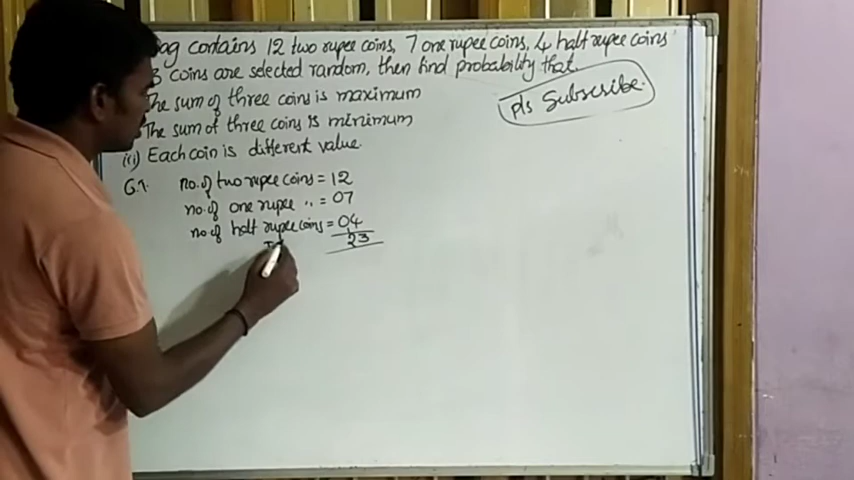 ag contains 12 two rupee coins, 7 one rupee coins, 4 half rupee coins
3 coins are selected random, then find probability that
The sum of three coins is maximum
The sum of three coins is minimum
pls Subscribe.
(iii) Each coin is different value.
G.T. no. of two rupee coins = 12
no. of one rupee " = 07
no. of half rupee coins = 04
23